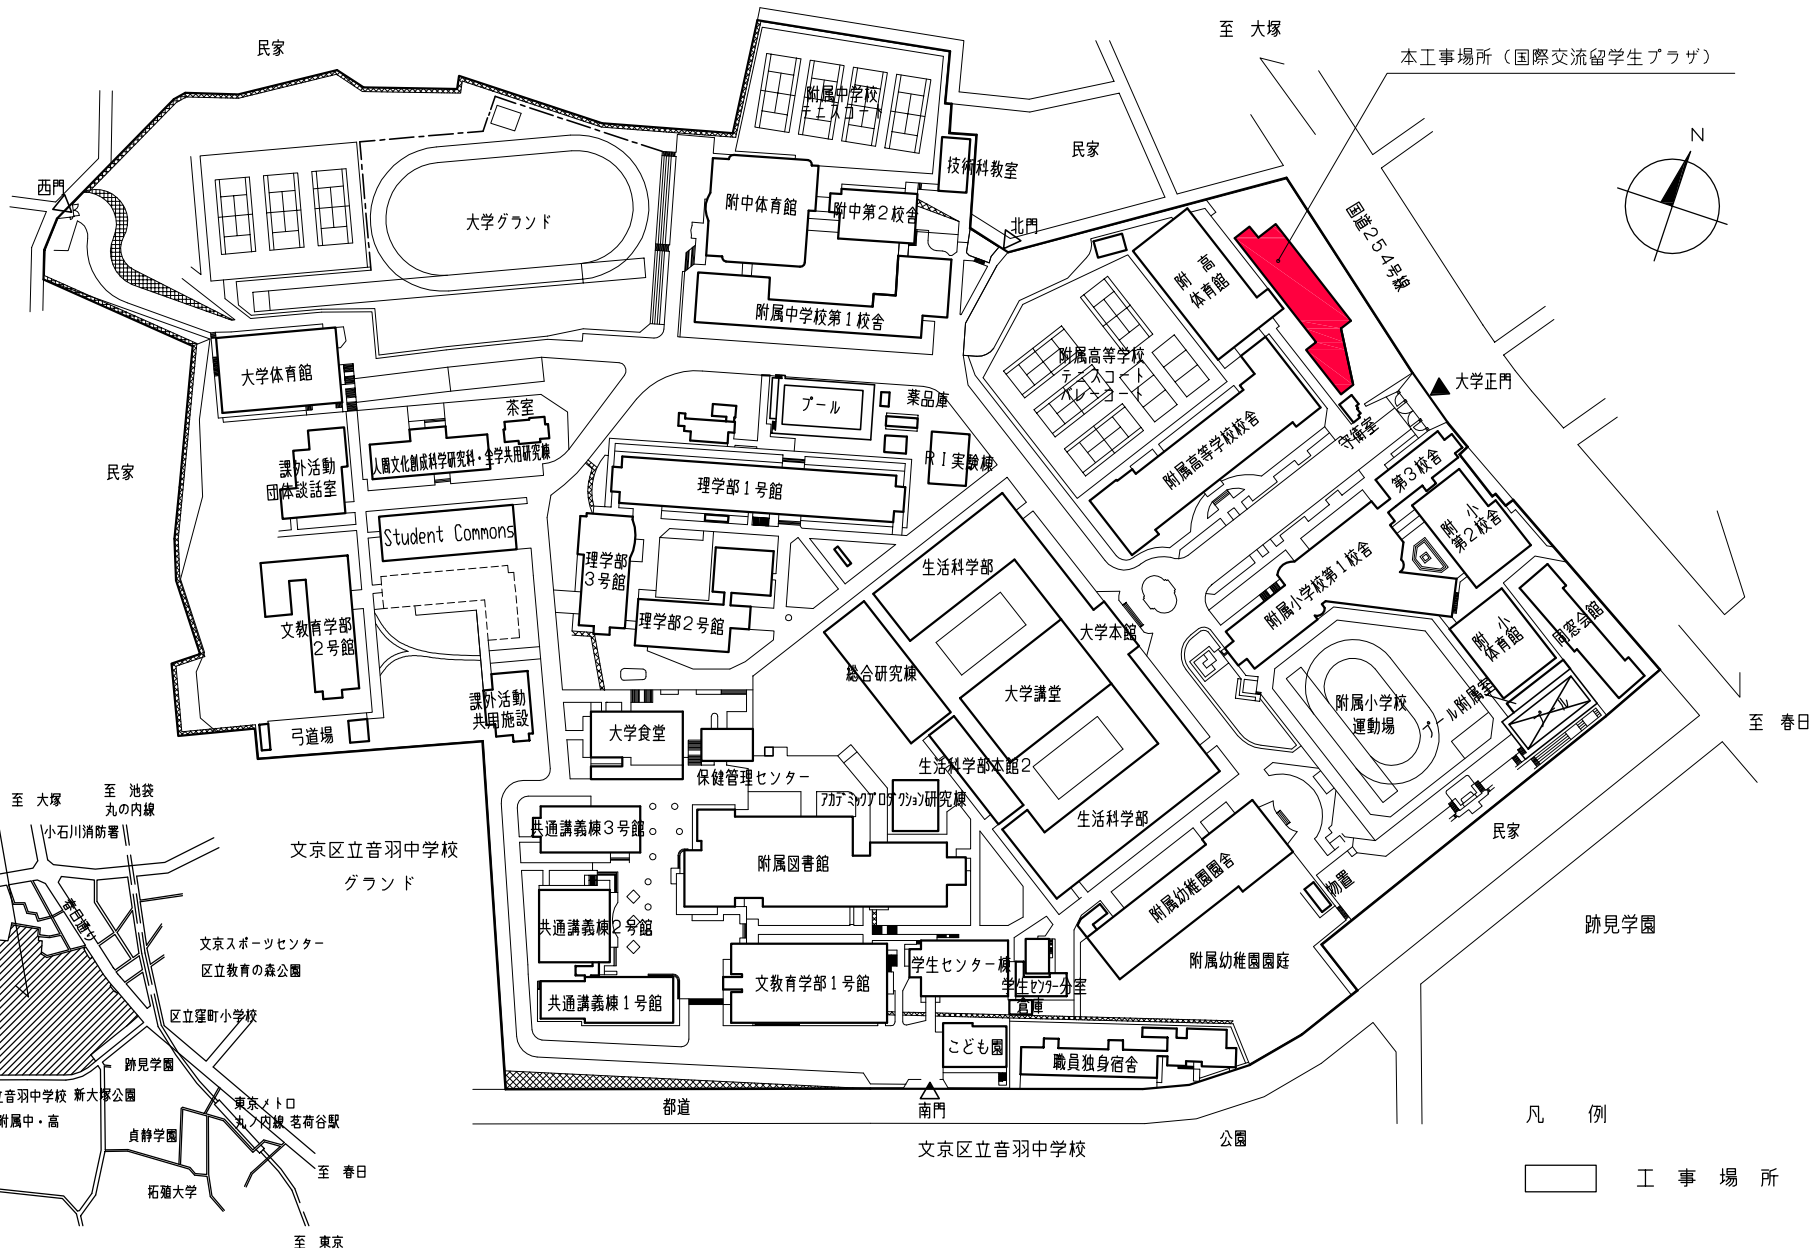 至 大塚
本工事場所（国際交流留学生プラザ）
民家
附属中学校
テニスコート
N
民家
技術科教室
西門
国道２５４号線
附中体育館
附中第２校舎
大学グランド
北門
附高
体育館
附属中学校第１校舎
附属高等学校
テニスコート
バレーコート
大学体育館
大学正門
茶室
プール
薬品庫
守衛室
人間文化創成科学研究科・全学共用研究棟
ＲＩ実験棟
附属高等学校校舎
第３校舎
課外活動
団体談話室
民家
理学部１号館
附小
第２校舎
Student Commons
理学部
３号館
生活科学部
附属小学校第１校舎
文教育学部
２号館
理学部２号館
大学本館
附小
体育館
同窓会館
総合研究棟
大学講堂
課外活動
共用施設
附属小学校
運動場
プール附属室
プール
至 春日
弓道場
大学食堂
保健管理センター
生活科学部本館２
アカデミックプロダクション研究棟
至 大塚
至 池袋
丸の内線
小石川消防署
共通講義棟３号館
生活科学部
民家
文京区立音羽中学校
グランド
附属図書館
附属幼稚園園舎
物置
春日通り
共通講義棟２号館
跡見学園
文京スポーツセンター
区立教育の森公園
学生センター棟
附属幼稚園園庭
文教育学部１号館
学生センター分室
倉庫
共通講義棟１号館
区立窪町小学校
こども園
職員独身宿舎
跡見学園
立音羽中学校
新大塚公園
東京メトロ
丸ノ内線 茗荷谷駅
附属中・高
都道
南門
凡例
貞静学園
文京区立音羽中学校
公園
至 春日
工事場所
拓殖大学
至 東京